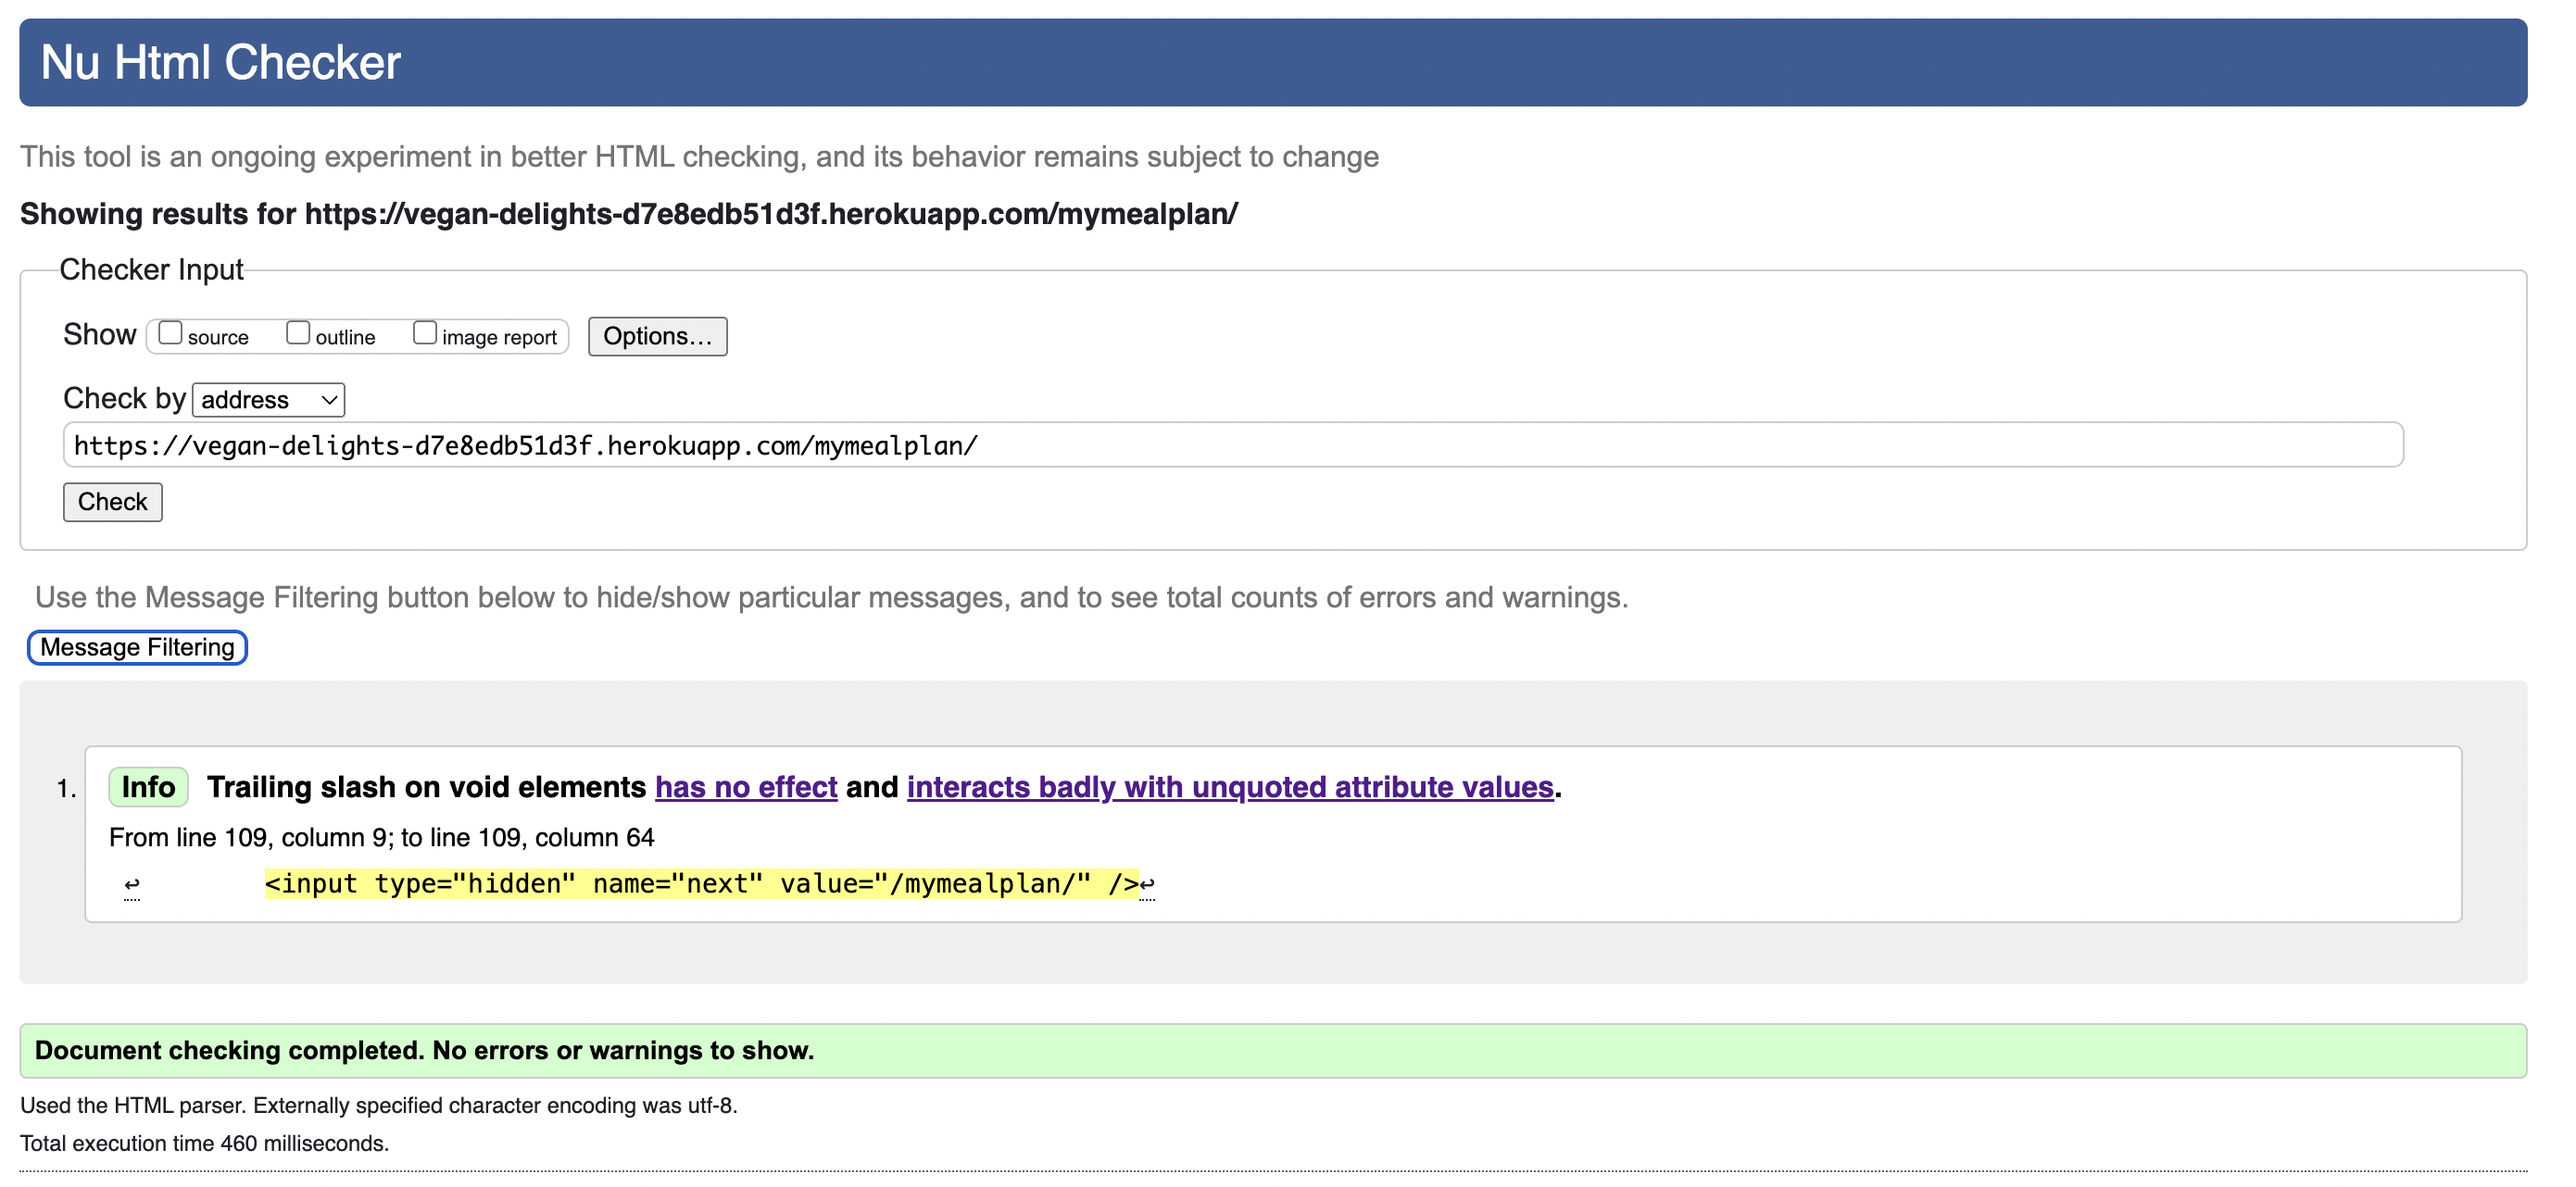 Nu Html Checker
This tool is an ongoing experiment in better HTML checking, and its behavior remains subject to change
Showing results for https://vegan-delights-d7e8edb51d3f.herokuapp.com/mymealplan/
Checker Input
Show source outline image report Options...
Check by address
https://vegan-delights-d7e8edb51d3f.herokuapp.com/mymealplan/
Check
Use the Message Filtering button below to hide/show particular messages, and to see total counts of errors and warnings.
Message Filtering
1. Info Trailing slash on void elements has no effect and interacts badly with unquoted attribute values.
From line 109, column 9; to line 109, column 64
↩ <input type="hidden" name="next" value="/mymealplan/" />↩
Document checking completed. No errors or warnings to show.
Used the HTML parser. Externally specified character encoding was utf-8.
Total execution time 460 milliseconds.